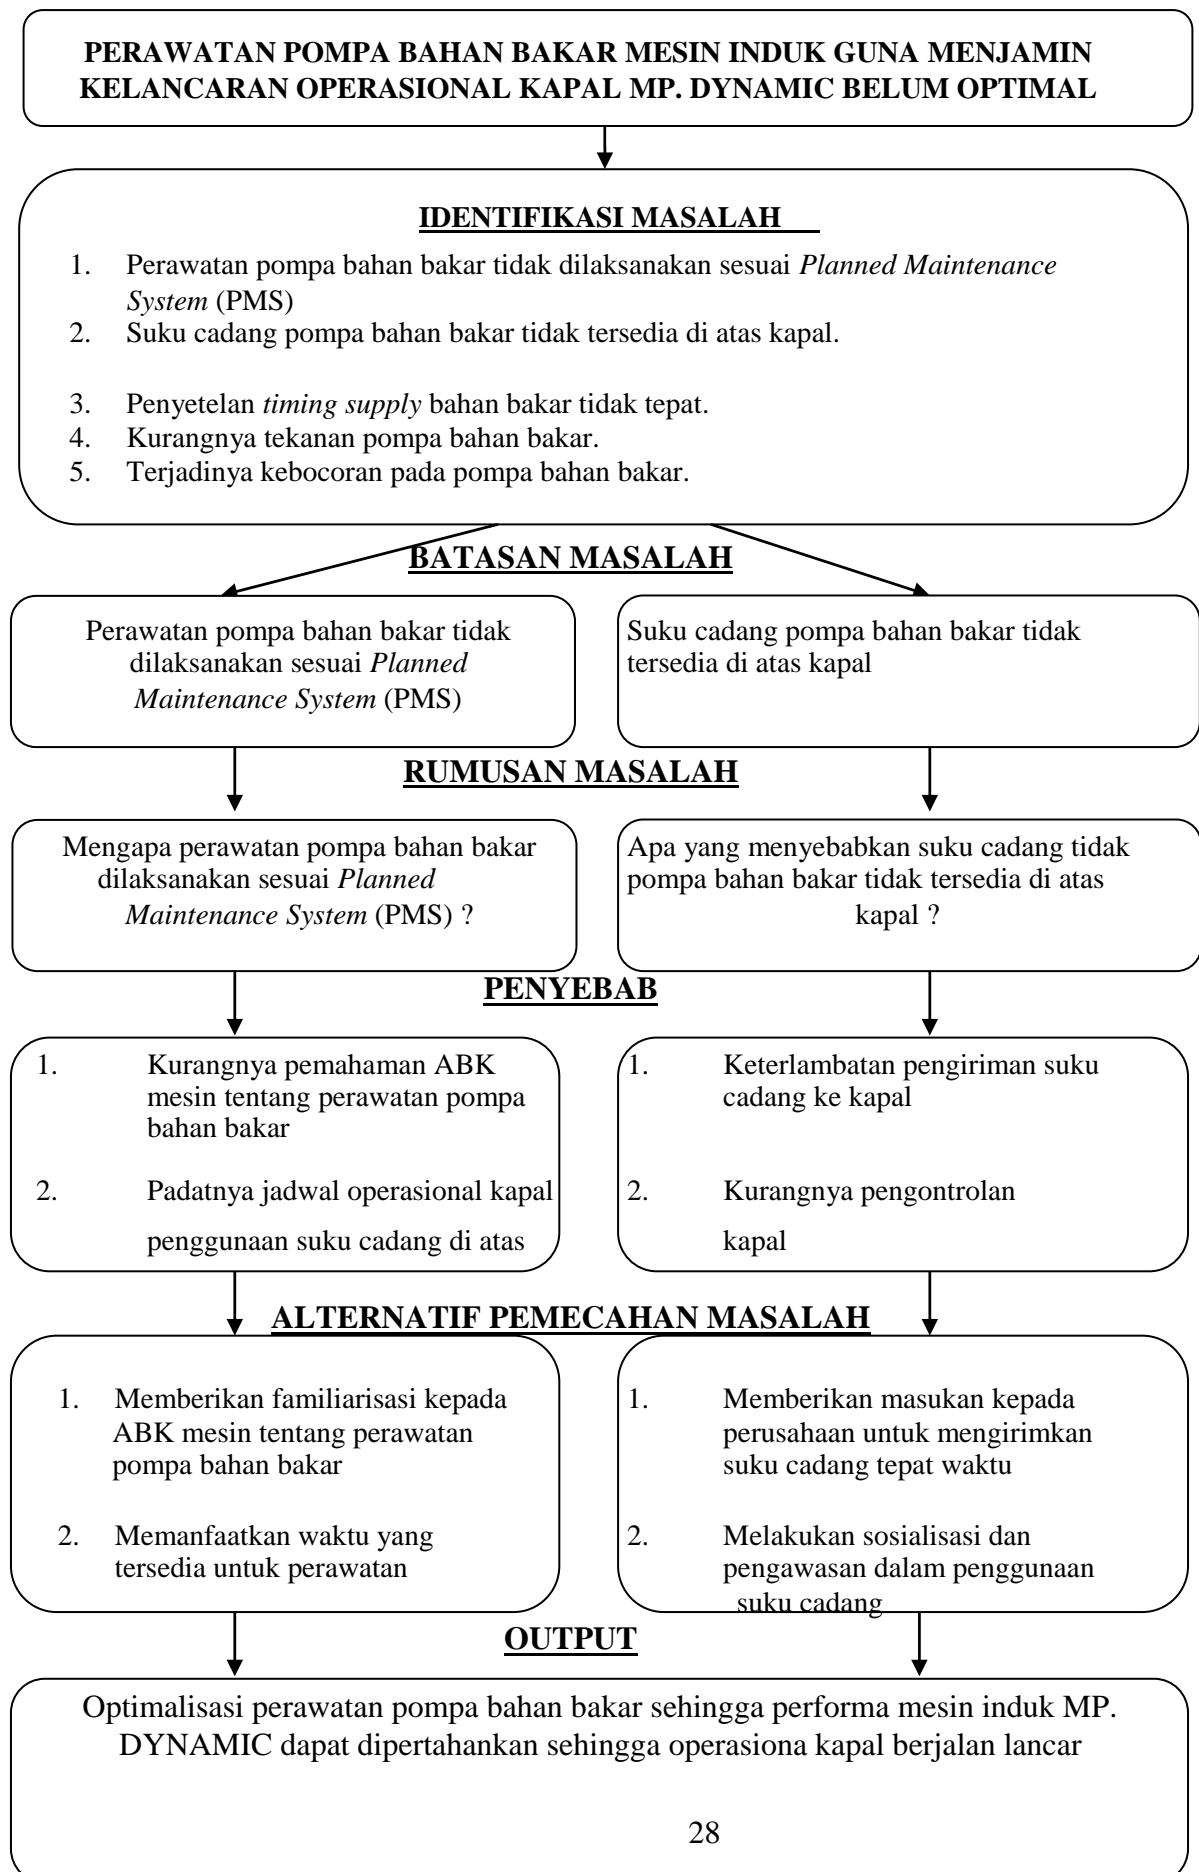 PERAWATAN POMPA BAHAN BAKAR MESIN INDUK GUNA MENJAMIN
KELANCARAN OPERASIONAL KAPAL MP. DYNAMIC BELUM OPTIMAL
IDENTIFIKASI MASALAH
1. Perawatan pompa bahan bakar tidak dilaksanakan sesuai Planned Maintenance
System (PMS)
2. Suku cadang pompa bahan bakar tidak tersedia di atas kapal.
3. Penyetelan timing supply bahan bakar tidak tepat.
4. Kurangnya tekanan pompa bahan bakar.
5. Terjadinya kebocoran pada pompa bahan bakar.
BATASAN MASALAH
Perawatan pompa bahan bakar tidak
dilaksanakan sesuai Planned
Maintenance System (PMS)
Suku cadang pompa bahan bakar tidak
tersedia di atas kapal
RUMUSAN MASALAH
Mengapa perawatan pompa bahan bakar
dilaksanakan sesuai Planned
Maintenance System (PMS) ?
Apa yang menyebabkan suku cadang tidak
pompa bahan bakar tidak tersedia di atas
kapal ?
PENYEBAB
1. Kurangnya pemahaman ABK
mesin tentang perawatan pompa
bahan bakar
2. Padatnya jadwal operasional kapal
penggunaan suku cadang di atas
1. Keterlambatan pengiriman suku
cadang ke kapal
2. Kurangnya pengontrolan
kapal
ALTERNATIF PEMECAHAN MASALAH
1. Memberikan familiarisasi kepada
ABK mesin tentang perawatan
pompa bahan bakar
2. Memanfaatkan waktu yang
tersedia untuk perawatan
1. Memberikan masukan kepada
perusahaan untuk mengirimkan
suku cadang tepat waktu
2. Melakukan sosialisasi dan
pengawasan dalam penggunaan
suku cadang
OUTPUT
Optimalisasi perawatan pompa bahan bakar sehingga performa mesin induk MP.
DYNAMIC dapat dipertahankan sehingga operasiona kapal berjalan lancar
28